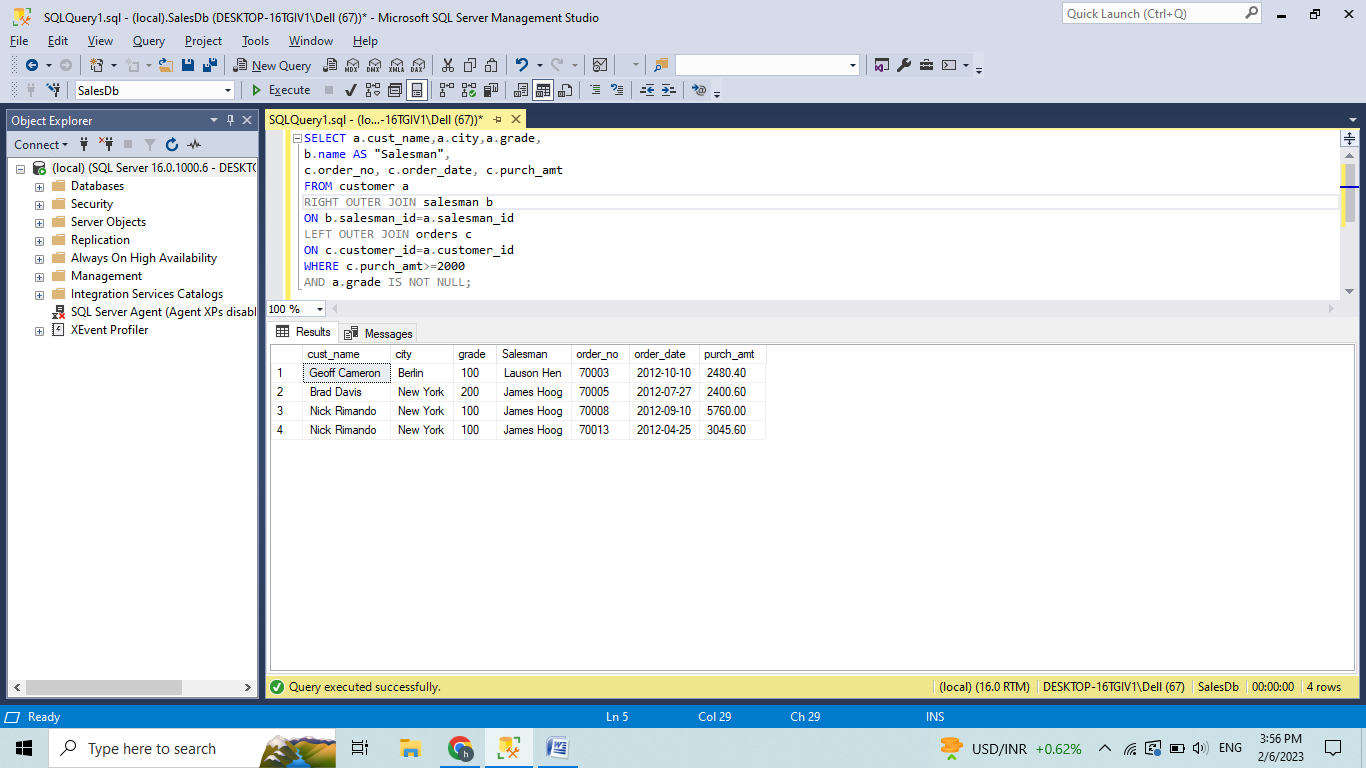 SQLQuery1.sql - (local).SalesDb (DESKTOP-16TGIV1\Dell (67))* - Microsoft SQL Server Management Studio
Quick Launch (Ctrl+Q)
File Edit View Query Project Tools Window Help
New Query MDX DMX XMLA DAX
SalesDb Execute
Object Explorer
Connect
(local) (SQL Server 16.0.1000.6 - DESKT
Databases
Security
Server Objects
Replication
Always On High Availability
Management
Integration Services Catalogs
SQL Server Agent (Agent XPs disabl
XEvent Profiler
SQLQuery1.sql - (lo...-16TGIV1\Dell (67))*
SELECT a.cust_name,a.city,a.grade,
b.name AS "Salesman",
c.order_no, c.order_date, c.purch_amt
FROM customer a
RIGHT OUTER JOIN salesman b
ON b.salesman_id=a.salesman_id
LEFT OUTER JOIN orders c
ON c.customer_id=a.customer_id
WHERE c.purch_amt>=2000
AND a.grade IS NOT NULL;
100 %
Results Messages
cust_name city grade Salesman order_no order_date purch_amt
1 Geoff Cameron Berlin 100 Lauson Hen 70003 2012-10-10 2480.40
2 Brad Davis New York 200 James Hoog 70005 2012-07-27 2400.60
3 Nick Rimando New York 100 James Hoog 70008 2012-09-10 5760.00
4 Nick Rimando New York 100 James Hoog 70013 2012-04-25 3045.60
Query executed successfully. (local) (16.0 RTM) DESKTOP-16TGIV1\Dell (67) SalesDb 00:00:00 4 rows
Ready Ln 5 Col 29 Ch 29 INS
Type here to search USD/INR +0.62% ENG
3:56 PM
2/6/2023